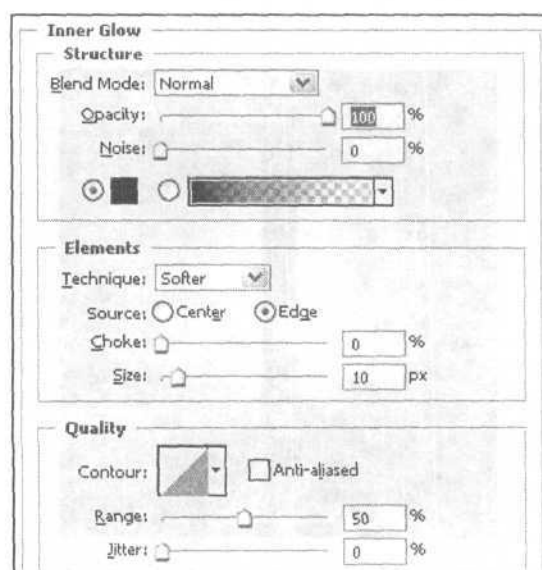 Inner Glow
Structure
Blend Mode: Normal
Opacity: 100 %
Noise: 0 %
Elements
Technique: Softer
Source: Center Edge
Choke: 0 %
Size: 10 px
Quality
Contour: Anti-aliased
Range: 50 %
Jitter: 0 %